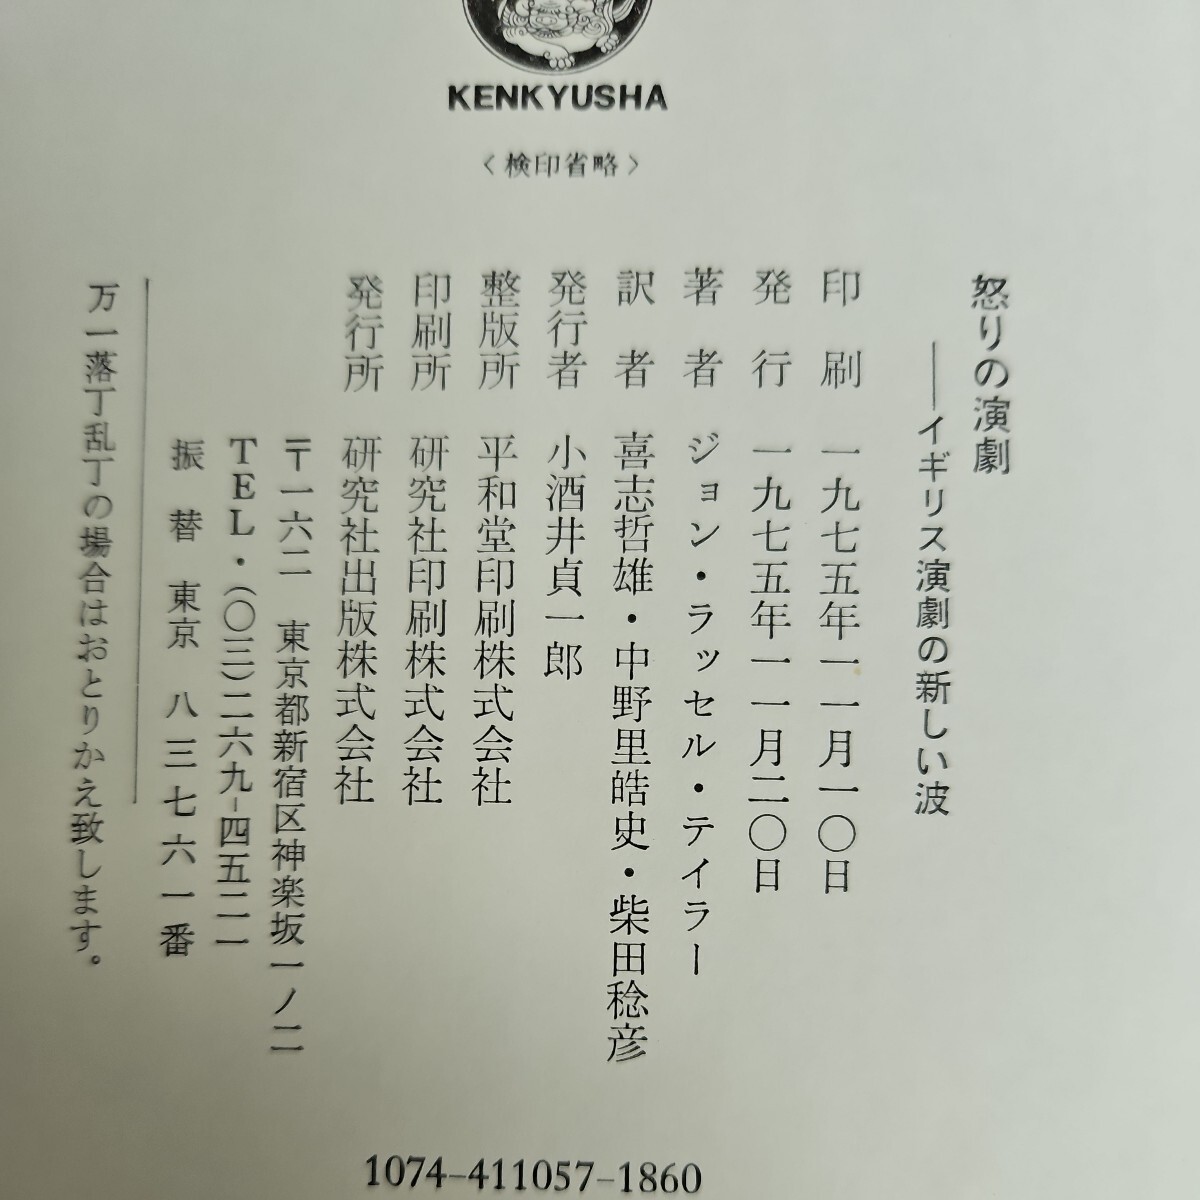 KENKYUSHA
〈検印省略〉
怒りの演劇
――イギリス演劇の新しい波
印刷 一九七五年一一月一〇日
発行 一九七五年一一月二〇日
著者 ジョン・ラッセル・テイラー
訳者 喜志哲雄・中野里皓史・柴田稔彦
発行者 小酒井貞一郎
整版所 平和堂印刷株式会社
印刷所 研究社印刷株式会社
発行所 研究社出版株式会社
〒一六二 東京都新宿区神楽坂一ノ二
TEL・(〇三)二六九-四五二一
振替 東京 八三七六一番
万一落丁乱丁の場合はおとりかえ致します。
1074-411057-1860